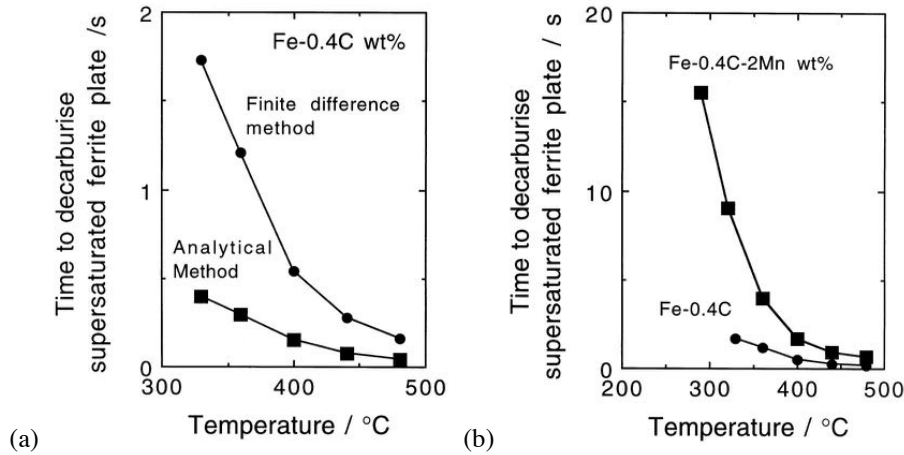 (a)
Time to decarburise
supersaturated ferrite plate /s
2
1
0
300
400
500
Temperature / °C
Fe-0.4C wt%
Finite difference
method
Analytical
Method
(b)
Time to decarburise
supersaturated ferrite plate / s
20
10
0
200
300
400
500
Temperature / °C
Fe-0.4C-2Mn wt%
Fe-0.4C